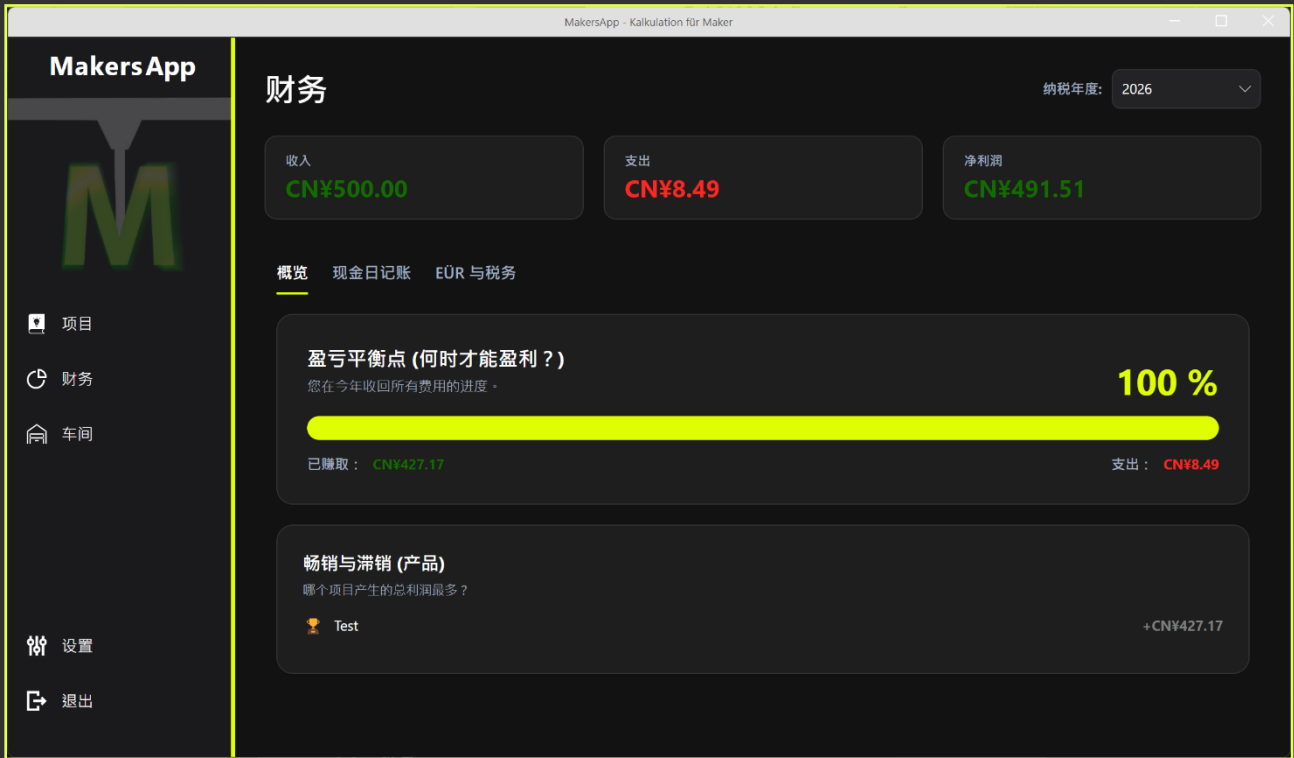 MakersApp - Kalkulation für Maker
MakersApp
M
项目
财务
车间
设置
退出
财务
纳税年度: 2026
收入
CN¥500.00
支出
CN¥8.49
净利润
CN¥491.51
概览 现金日记账 EÜR 与税务
盈亏平衡点 (何时才能盈利？)
您在今年收回所有费用的进度。
100 %
已赚取： CN¥427.17
支出： CN¥8.49
畅销与滞销 (产品)
哪个项目产生的总利润最多？
Test +CN¥427.17